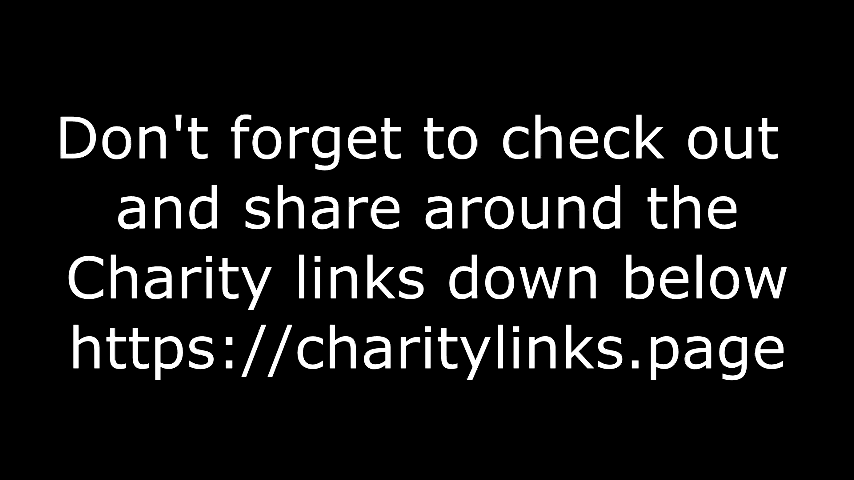 Don't forget to check out
and share around the
Charity links down below
https://charitylinks.page